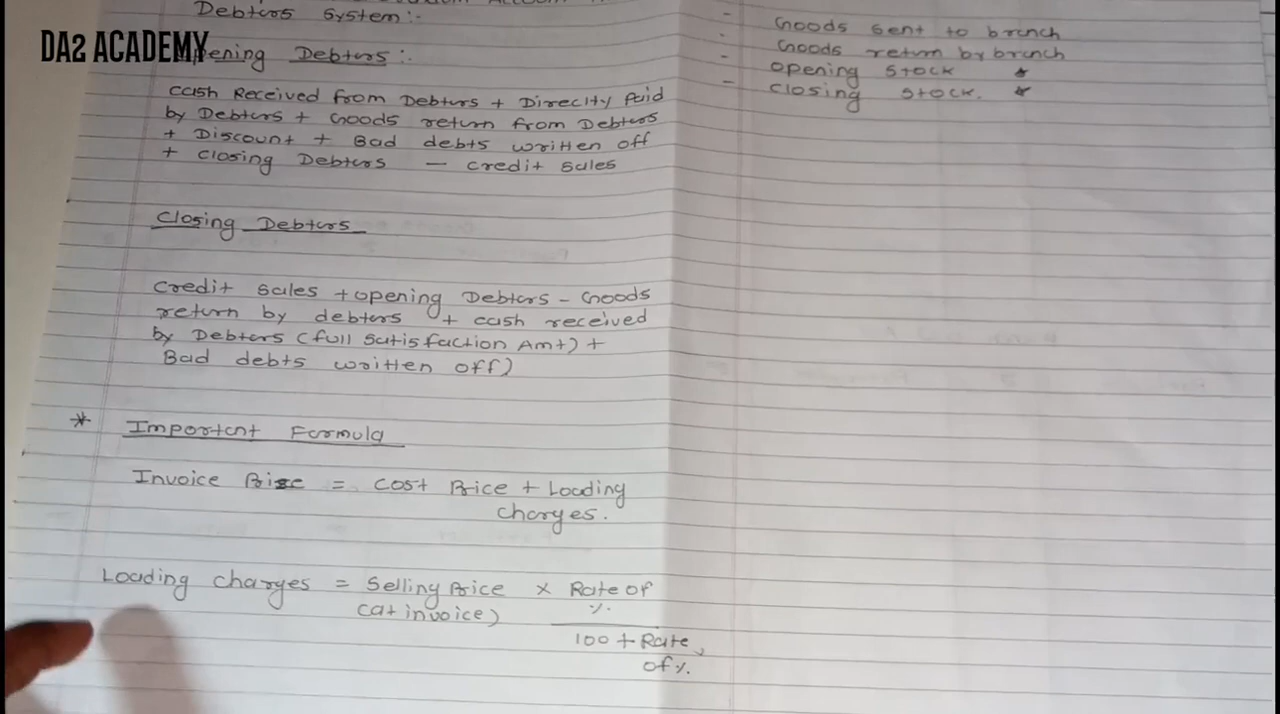 Debtors System:-
DA2 ACADEMY
pening Debtors:-
Cash Received from Debtors + Direclty Paid
by Debtors + Goods return from Debtors
+ Discount + Bad debts written off
+ Closing Debtors — Credit Sales
Closing Debtors
Credit Sales + opening Debtors - Goods
return by debtors + cash received
by Debtors (full Satisfaction Amt) +
Bad debts written off)
* Important Formula
Invoice Price = Cost Price + Loading
Charges.
Loading Charges = Selling Price × Rate of
(at invoice) %
100 + Rate
of %.
- Goods Sent to branch
- Goods return by branch
- Opening Stock *
- Closing Stock. *